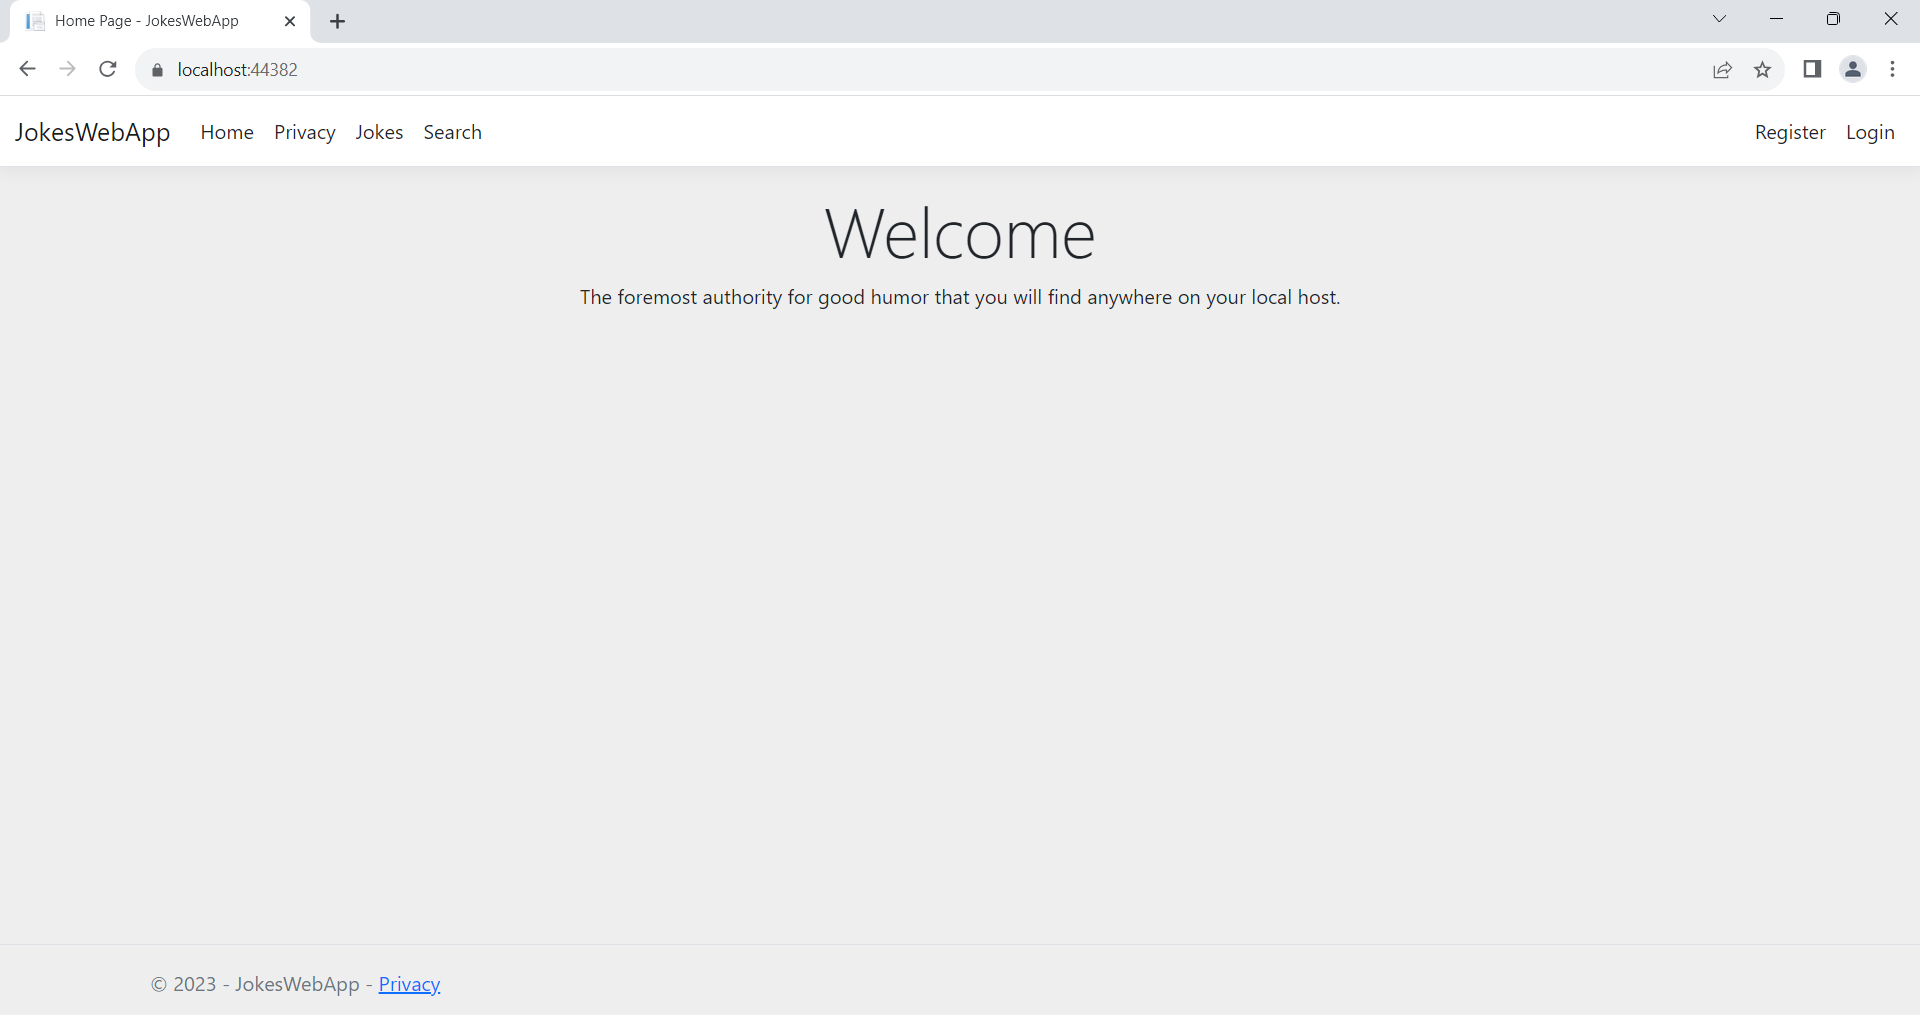 Home Page - JokesWebApp
localhost:44382
JokesWebApp Home Privacy Jokes Search Register Login
Welcome
The foremost authority for good humor that you will find anywhere on your local host.
© 2023 - JokesWebApp - Privacy